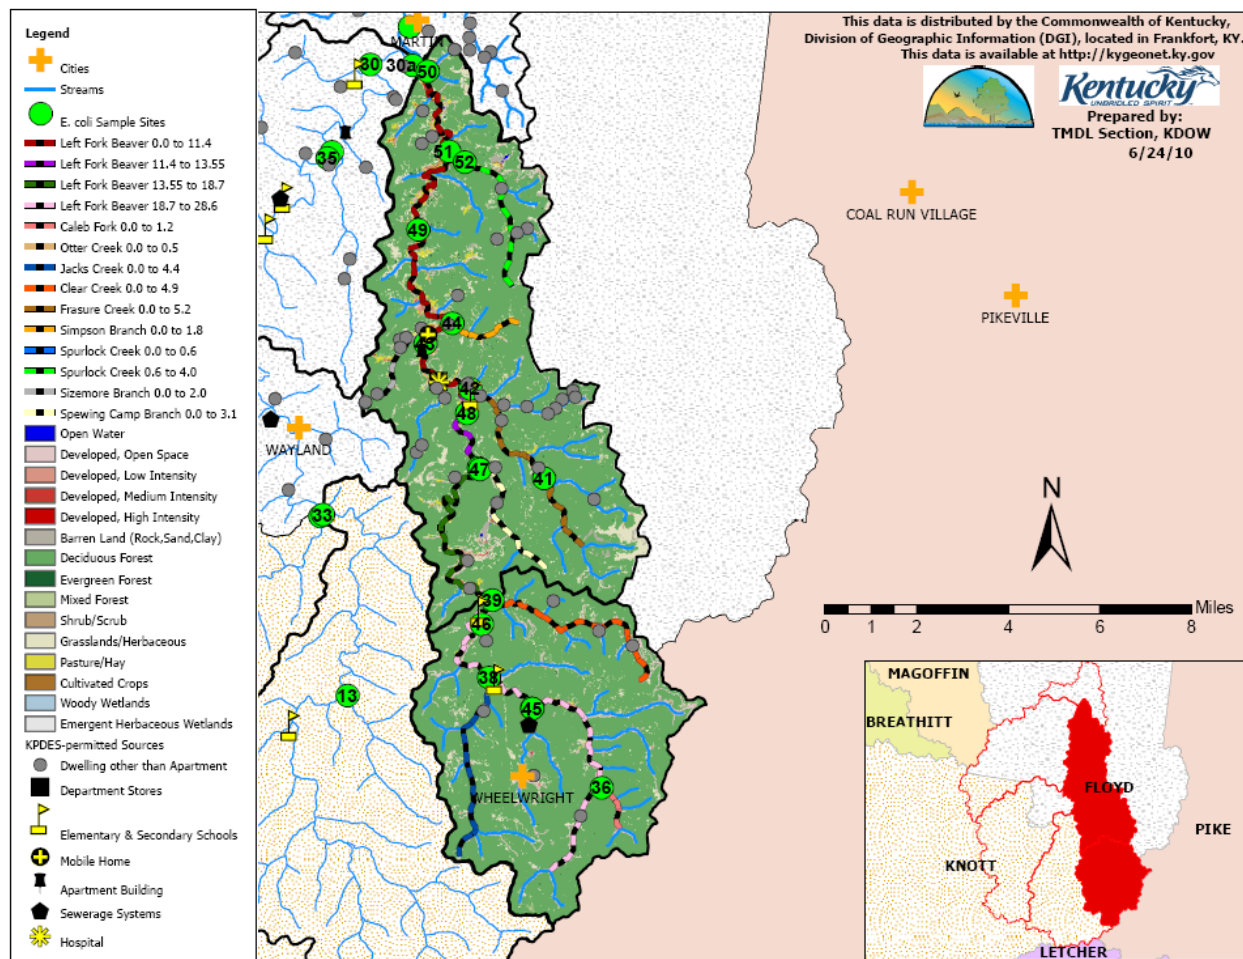 Legend
Cities
Streams
E. coli Sample Sites
Left Fork Beaver 0.0 to 11.4
Left Fork Beaver 11.4 to 13.55
Left Fork Beaver 13.55 to 18.7
Left Fork Beaver 18.7 to 28.6
Caleb Fork 0.0 to 1.2
Otter Creek 0.0 to 0.5
Jacks Creek 0.0 to 4.4
Clear Creek 0.0 to 4.9
Frasure Creek 0.0 to 5.2
Simpson Branch 0.0 to 1.8
Spurlock Creek 0.0 to 0.6
Spurlock Creek 0.6 to 4.0
Sizemore Branch 0.0 to 2.0
Spewing Camp Branch 0.0 to 3.1
Open Water
Developed, Open Space
Developed, Low Intensity
Developed, Medium Intensity
Developed, High Intensity
Barren Land (Rock,Sand,Clay)
Deciduous Forest
Evergreen Forest
Mixed Forest
Shrub/Scrub
Grasslands/Herbaceous
Pasture/Hay
Cultivated Crops
Woody Wetlands
Emergent Herbaceous Wetlands
KPDES-permitted Sources
Dwelling other than Apartment
Department Stores
Elementary & Secondary Schools
Mobile Home
Apartment Building
Sewerage Systems
Hospital
This data is distributed by the Commonwealth of Kentucky,
Division of Geographic Information (DGI), located in Frankfort, KY.
This data is available at http://kygeonet.ky.gov
Kentucky
UNBRIDLED SPIRIT
Prepared by:
TMDL Section, KDOW
6/24/10
MARTIN
30
30a
50
35
51
52
49
44
43
42
48
47
41
33
39
46
38
45
13
36
WAYLAND
WHEELWRIGHT
COAL RUN VILLAGE
PIKEVILLE
N
Miles
0 1 2 4 6 8
MAGOFFIN
BREATHITT
FLOYD
PIKE
KNOTT
LETCHER